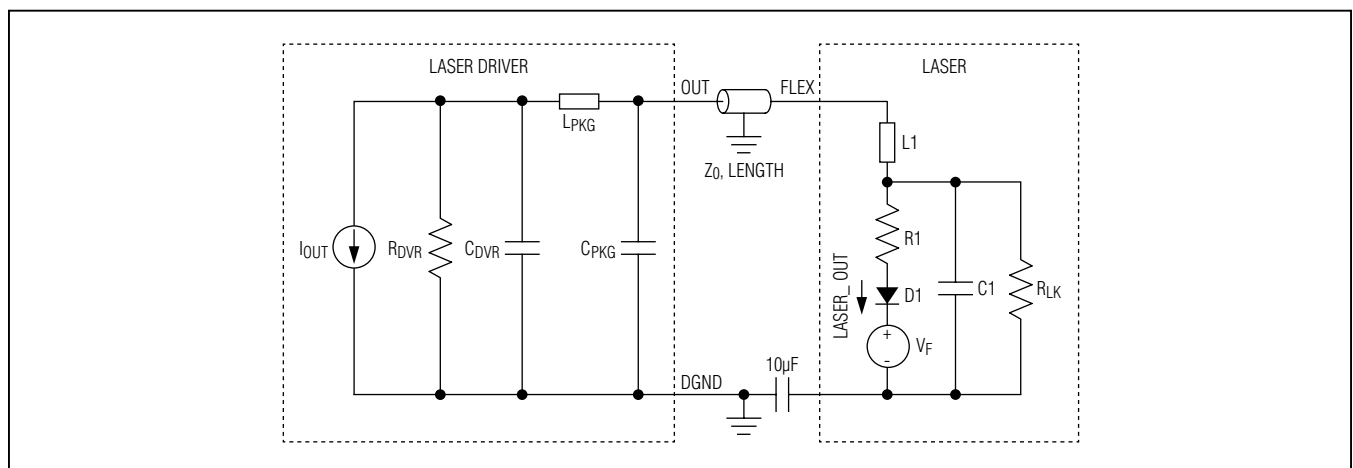 LASER DRIVER
LASER
OUT
FLEX
LPKG
L1
Z0, LENGTH
IOUT
RDVR
CDVR
CPKG
R1
LASER_OUT
D1
C1
RLK
VF
+
-
10µF
DGND